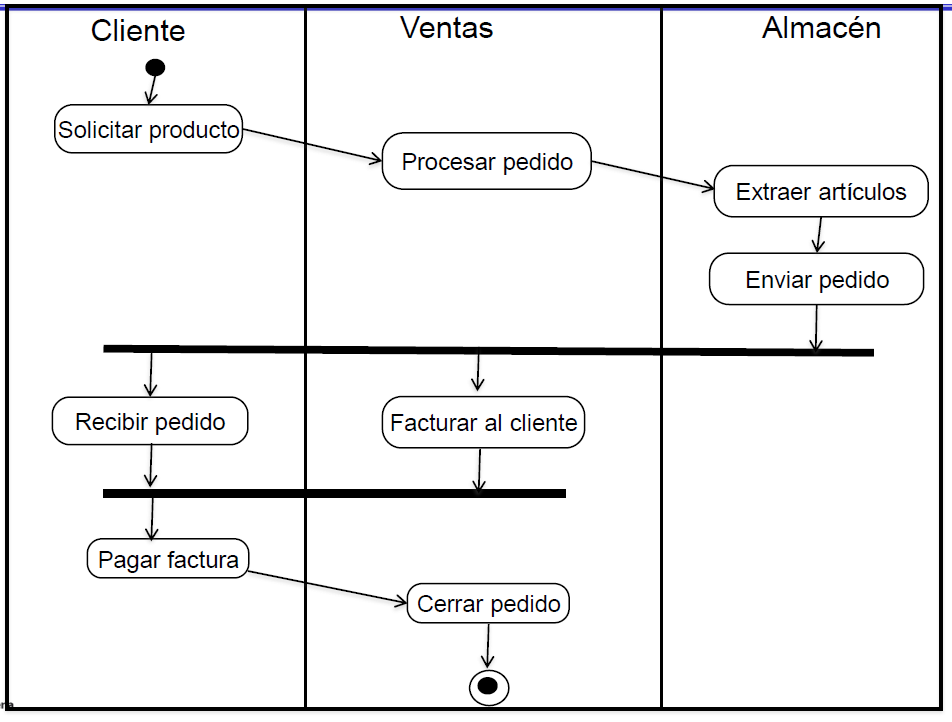 Cliente
Ventas
Almacén
Solicitar producto
Procesar pedido
Extraer artículos
Enviar pedido
Recibir pedido
Facturar al cliente
Pagar factura
Cerrar pedido